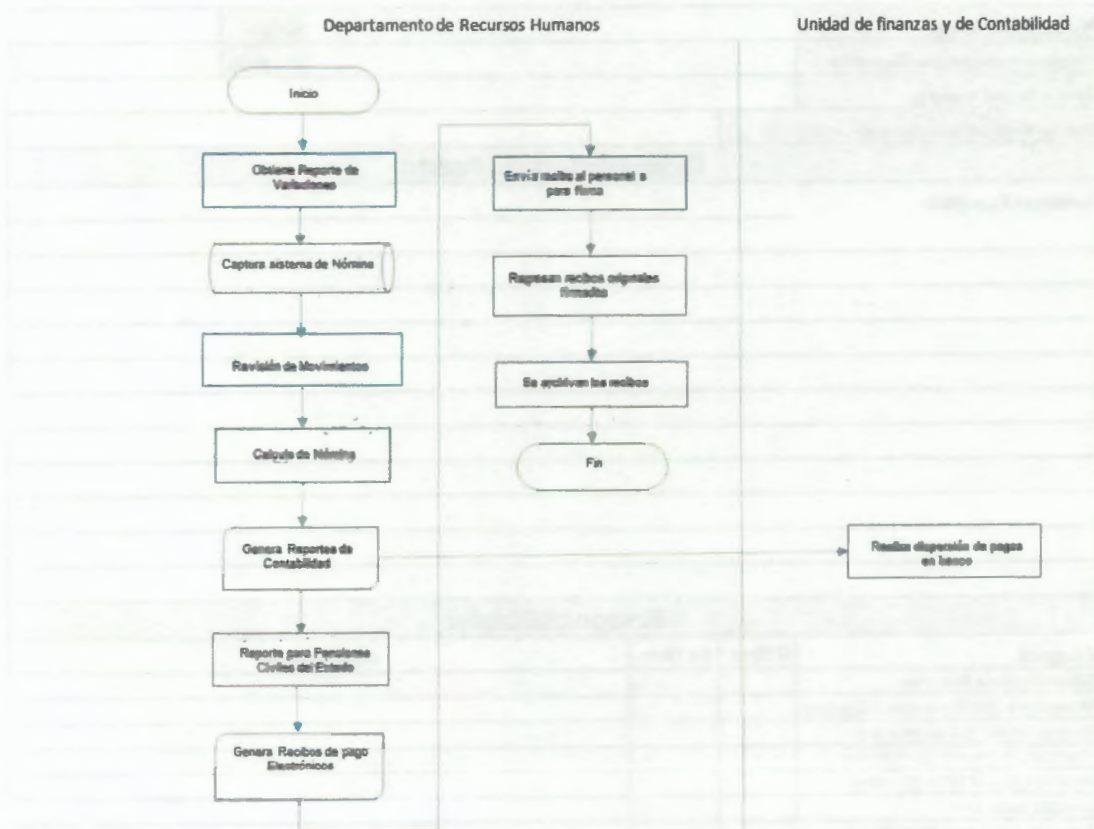 Departamento de Recursos Humanos
Unidad de finanzas y de Contabilidad
Inicio
Obtiene Reporte de
Variaciones
Captura sistema de Nómina
Revisión de Movimientos
Calculo de Nómina
Genera Reportes de
Contabilidad
Reporte para Pensiones
Civiles del Estado
Genera Recibos de pago
Electrónicos
Envía recibo al personal a
para firma
Regresan recibos originales
firmados
Se archivan los recibos
Fin
Realiza dispersión de pagos
en banco